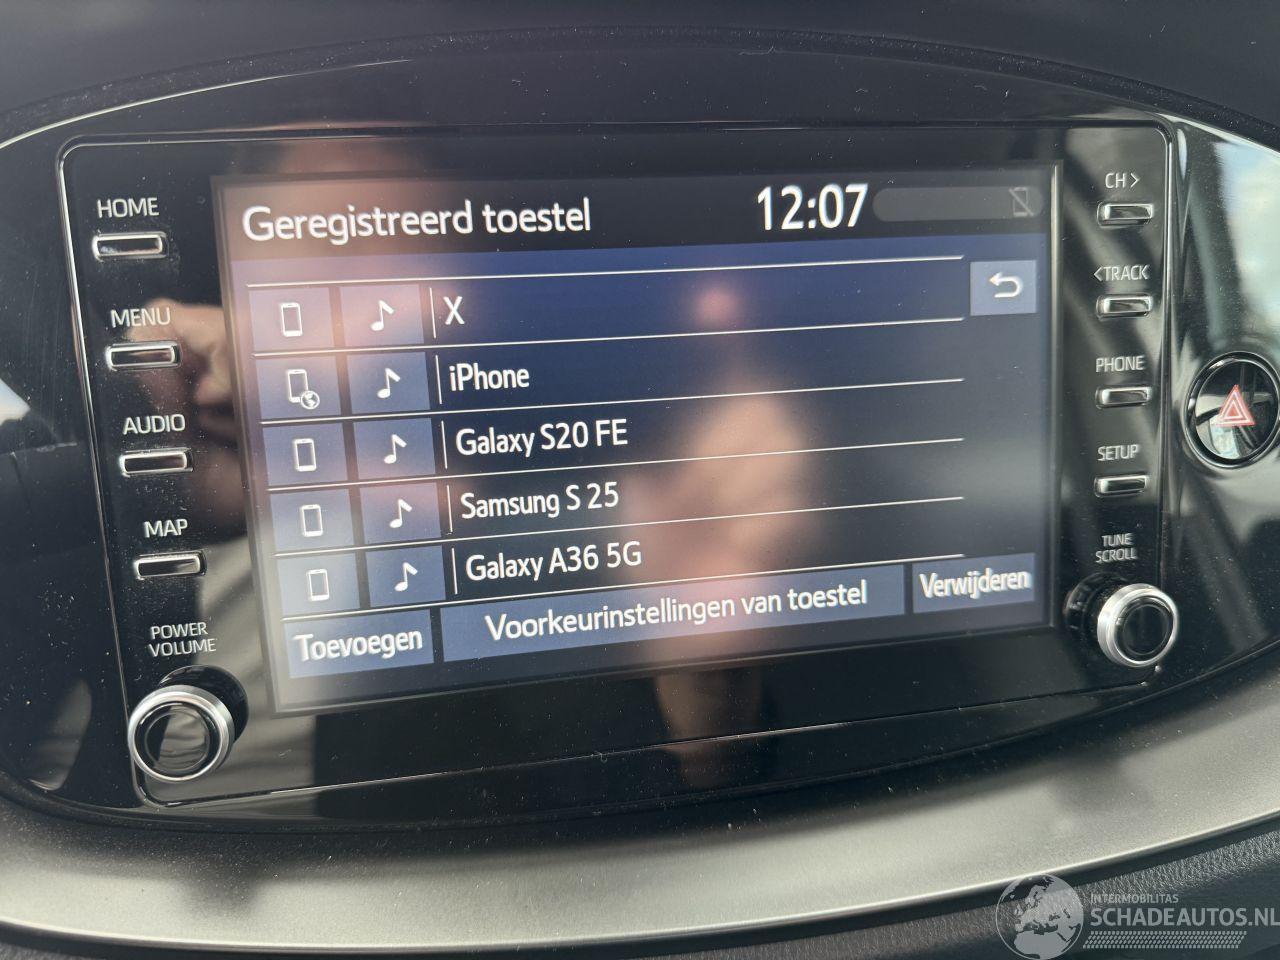 HOME
MENU
AUDIO
MAP
POWER
VOLUME
Geregistreerd toestel
12:07
X
iPhone
Galaxy S20 FE
Samsung S 25
Galaxy A36 5G
Toevoegen
Voorkeurinstellingen van toestel
Verwijderen
CH>
<TRACK
PHONE
SETUP
TUNE
SCROLL
INTERMOBILITAS
SCHADEAUTOS.NL